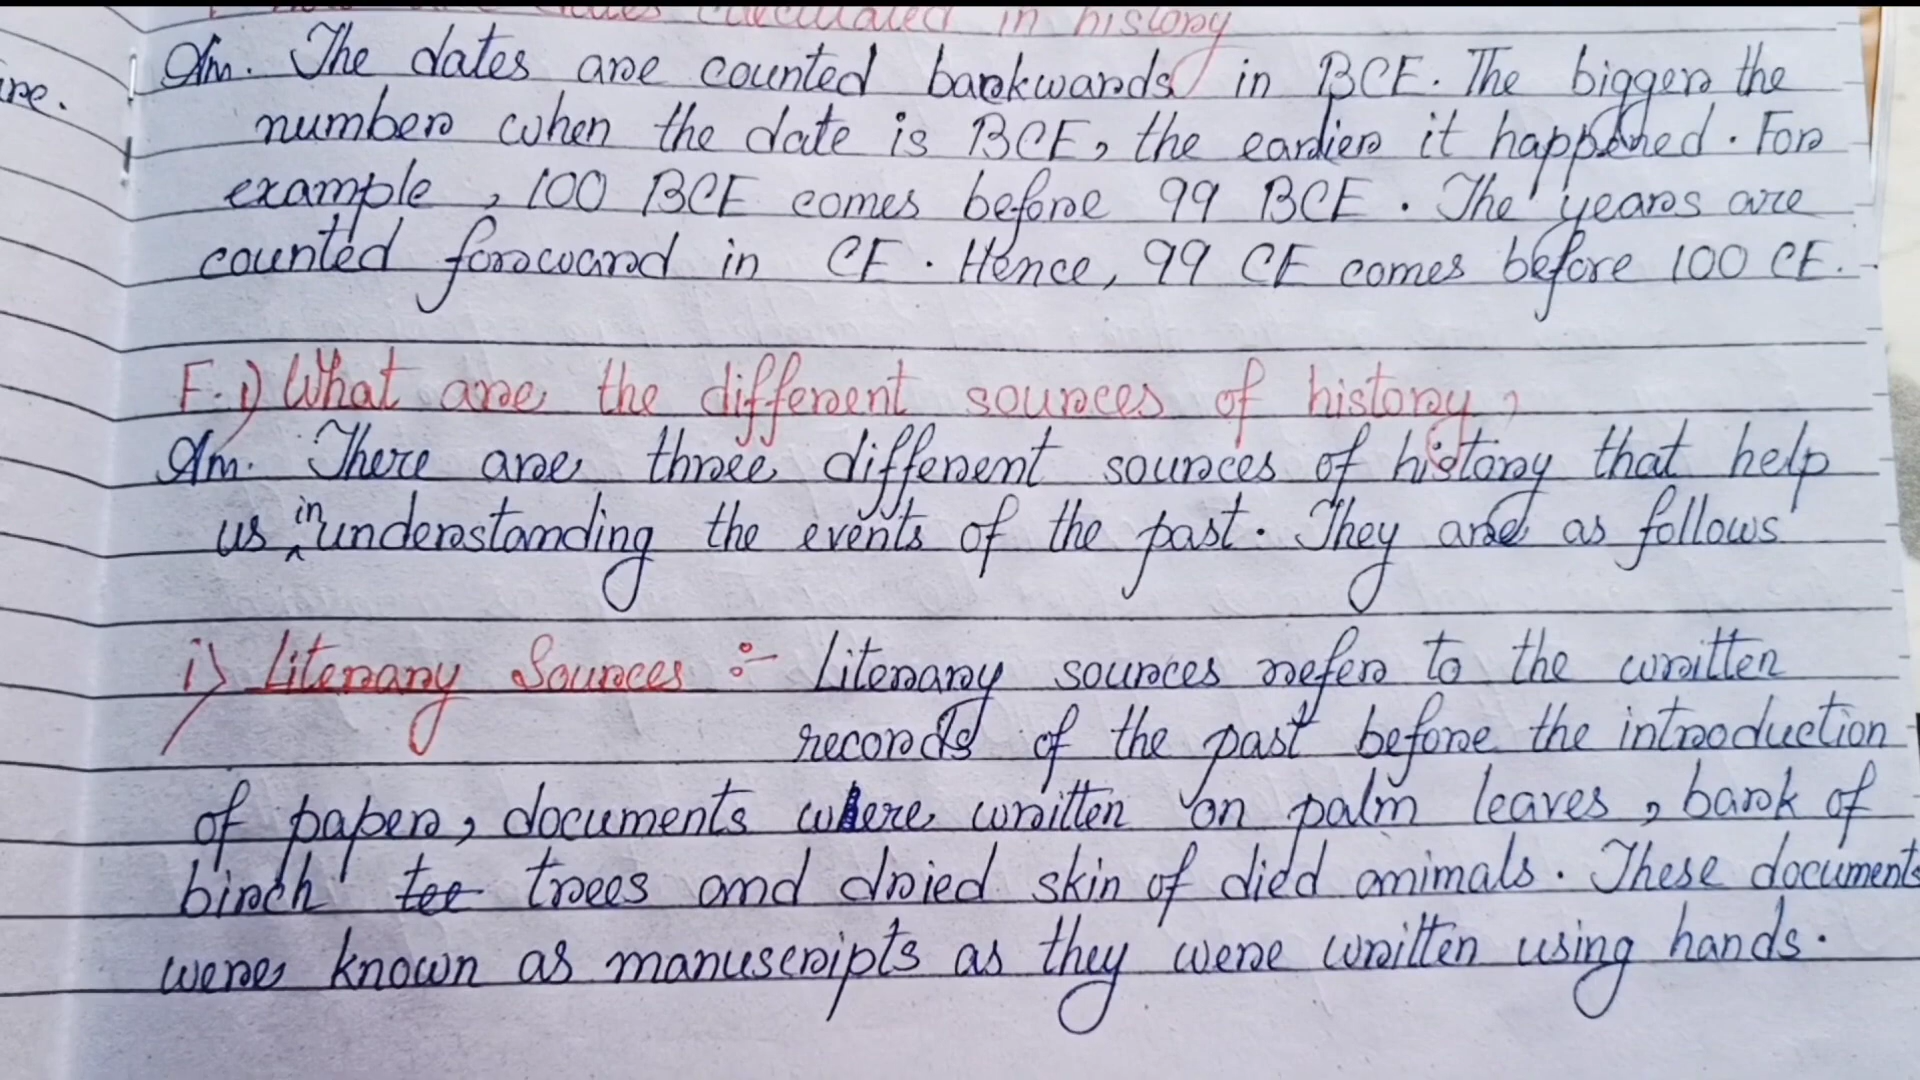 calculated in history
ire.
Ans. The dates are counted backwards in BCE. The bigger the
number when the date is BCE, the earlier it happened. For
example, 100 BCE comes before 99 BCE. The years are
counted forward in CE. Hence, 99 CE comes before 100 CE.
F. i) What are the different sources of history?
Ans. There are three different sources of history that help
us in understanding the events of the past. They are as follows
i) Literary Sources :- Literary sources refer to the written
records of the past before the introduction
of paper, documents where written on palm leaves, bark of
birch trees and dried skin of died animals. These documents
were known as manuscripts as they were written using hands.